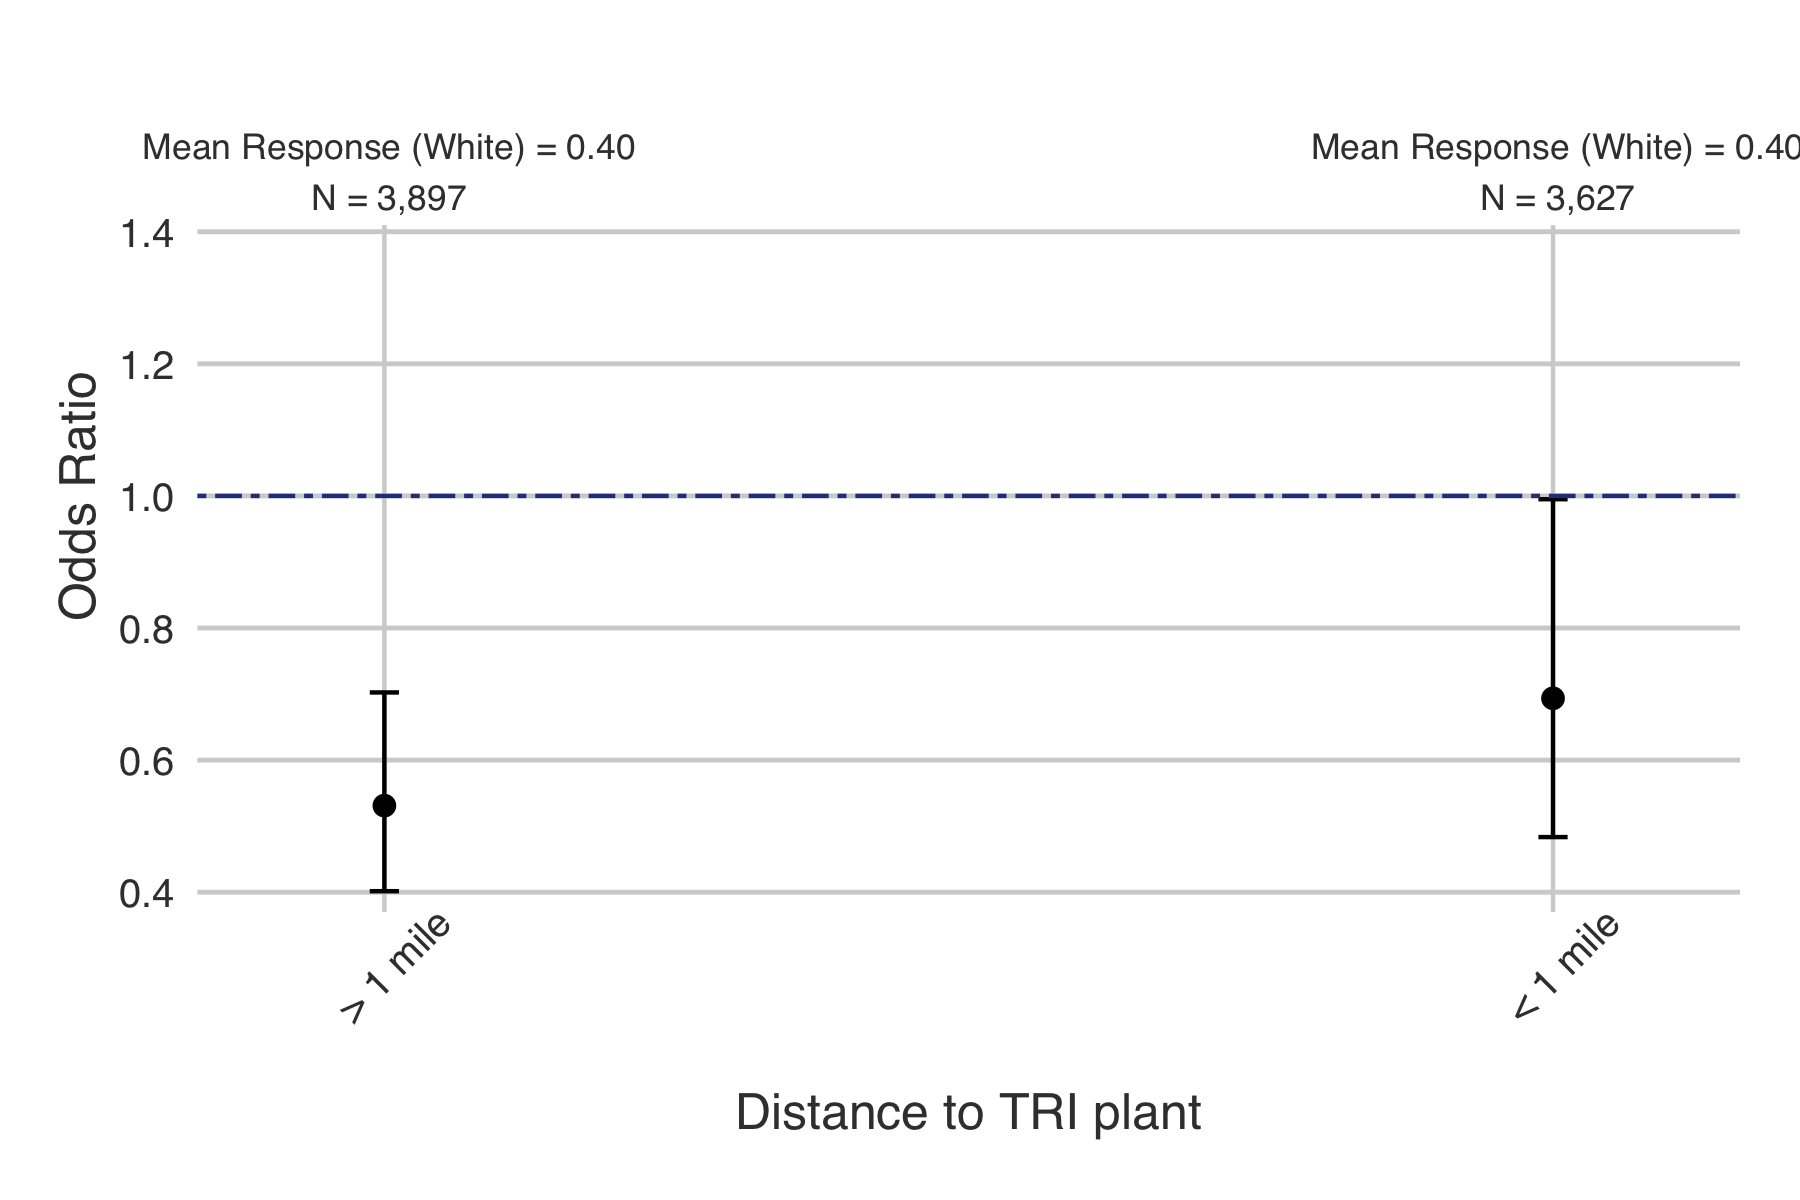 Mean Response (White) = 0.40
N = 3,897
Mean Response (White) = 0.40
N = 3,627
1.4
1.2
1.0
0.8
0.6
0.4
Odds Ratio
> 1 mile
< 1 mile
Distance to TRI plant